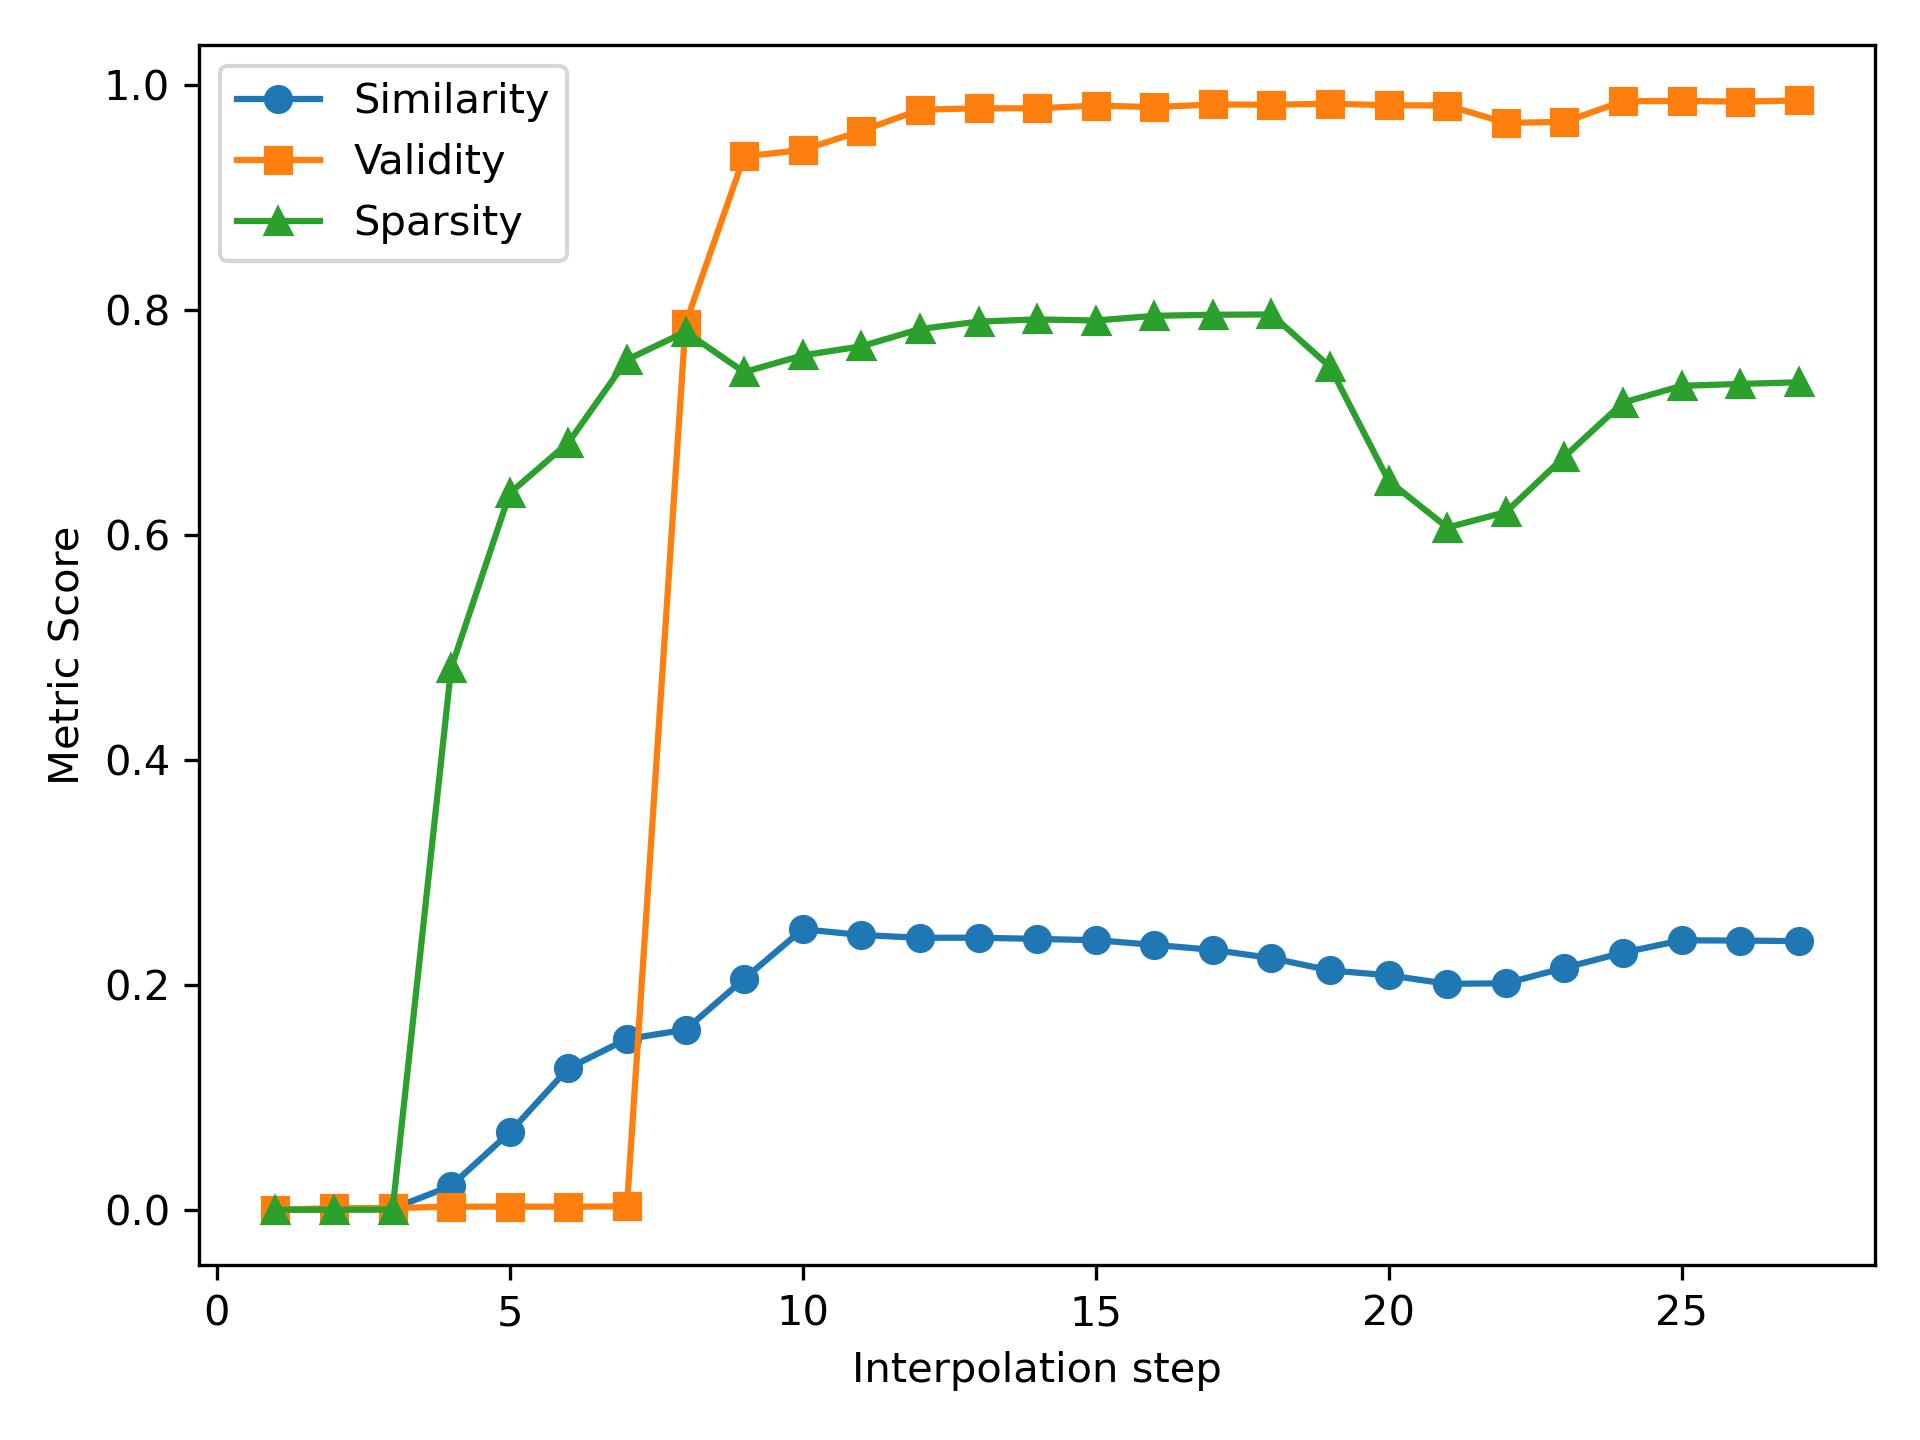 Similarity
Validity
Sparsity
1.0
0.8
0.6
0.4
0.2
0.0
Metric Score
0 5 10 15 20 25
Interpolation step